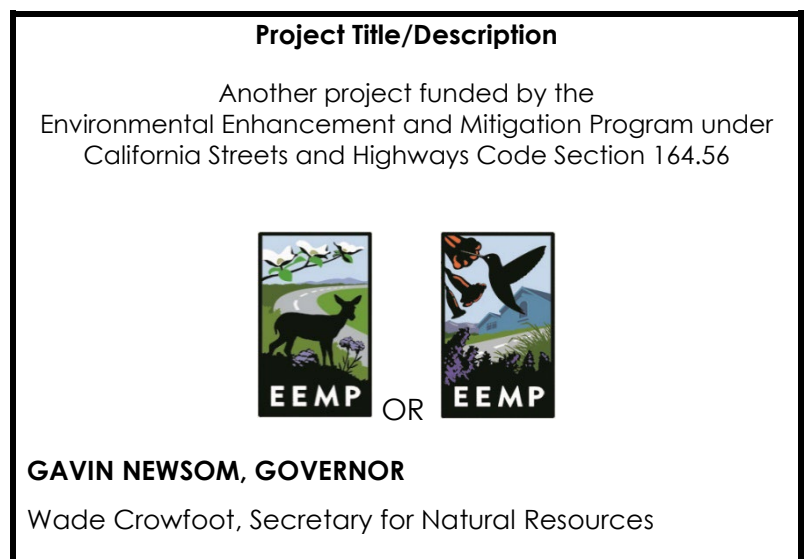 Project Title/Description
Another project funded by the
Environmental Enhancement and Mitigation Program under
California Streets and Highways Code Section 164.56
EEMP OR EEMP
GAVIN NEWSOM, GOVERNOR
Wade Crowfoot, Secretary for Natural Resources